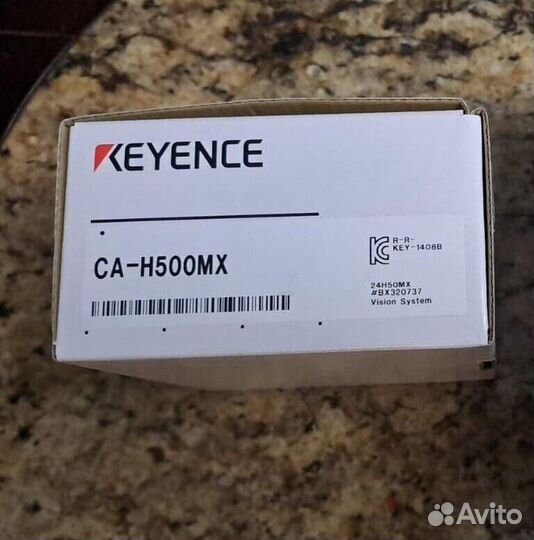 KEYENCE
CA-H500MX
R-R-
KEY-1408B
24H50MX
#BX320737
Vision System
Avito